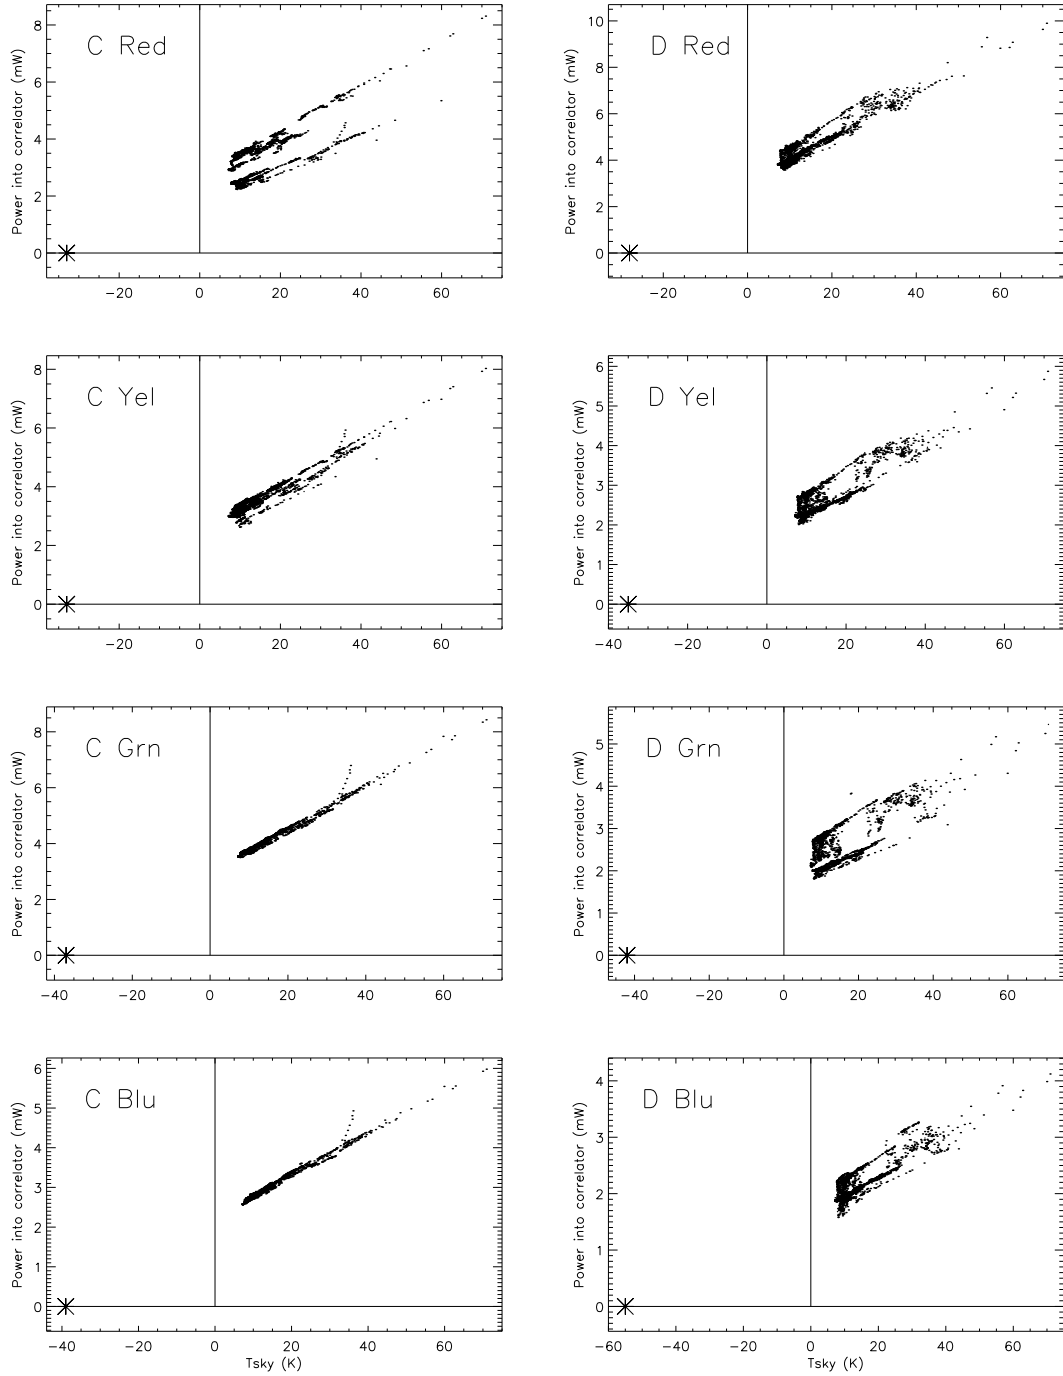 C Red
Power into correlator (mW)
8
6
4
2
0
−20 0 20 40 60
D Red
Power into correlator (mW)
10
8
6
4
2
0
−20 0 20 40 60
C Yel
Power into correlator (mW)
8
6
4
2
0
−20 0 20 40 60
D Yel
Power into correlator (mW)
6
5
4
3
2
1
0
−40 −20 0 20 40 60
C Grn
Power into correlator (mW)
8
6
4
2
0
−40 −20 0 20 40 60
D Grn
Power into correlator (mW)
5
4
3
2
1
0
−40 −20 0 20 40 60
C Blu
Power into correlator (mW)
6
5
4
3
2
1
0
−40 −20 0 20 40 60
Tsky (K)
D Blu
Power into correlator (mW)
4
3
2
1
0
−60 −40 −20 0 20 40 60
Tsky (K)